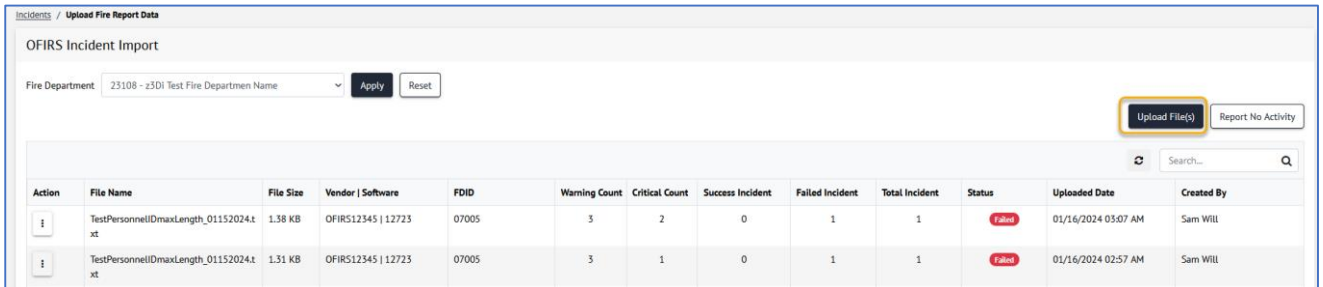 Incidents / Upload Fire Report Data
OFIRS Incident Import
Fire Department 23108 - z3DI Test Fire Departmen Name Apply Reset
Upload File(s) Report No Activity
Search...
Action File Name File Size Vendor | Software FDID Warning Count Critical Count Success Incident Failed Incident Total Incident Status Uploaded Date Created By
TestPersonnelIDmaxLength_01152024.t 1.38 KB OFIRS12345 | 12723 07005 3 2 0 1 1 Failed 01/16/2024 03:07 AM Sam Will
xt
TestPersonnelIDmaxLength_01152024.t 1.31 KB OFIRS12345 | 12723 07005 3 1 0 1 1 Failed 01/16/2024 02:57 AM Sam Will
xt